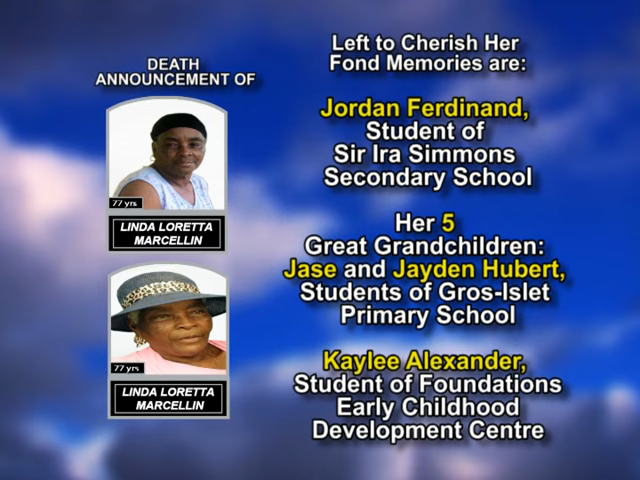 DEATH
ANNOUNCEMENT OF
77 yrs
LINDA LORETTA
MARCELLIN
77 yrs
LINDA LORETTA
MARCELLIN
Left to Cherish Her
Fond Memories are:
Jordan Ferdinand,
Student of
Sir Ira Simmons
Secondary School
Her 5
Great Grandchildren:
Jase and Jayden Hubert,
Students of Gros-Islet
Primary School
Kaylee Alexander,
Student of Foundations
Early Childhood
Development Centre